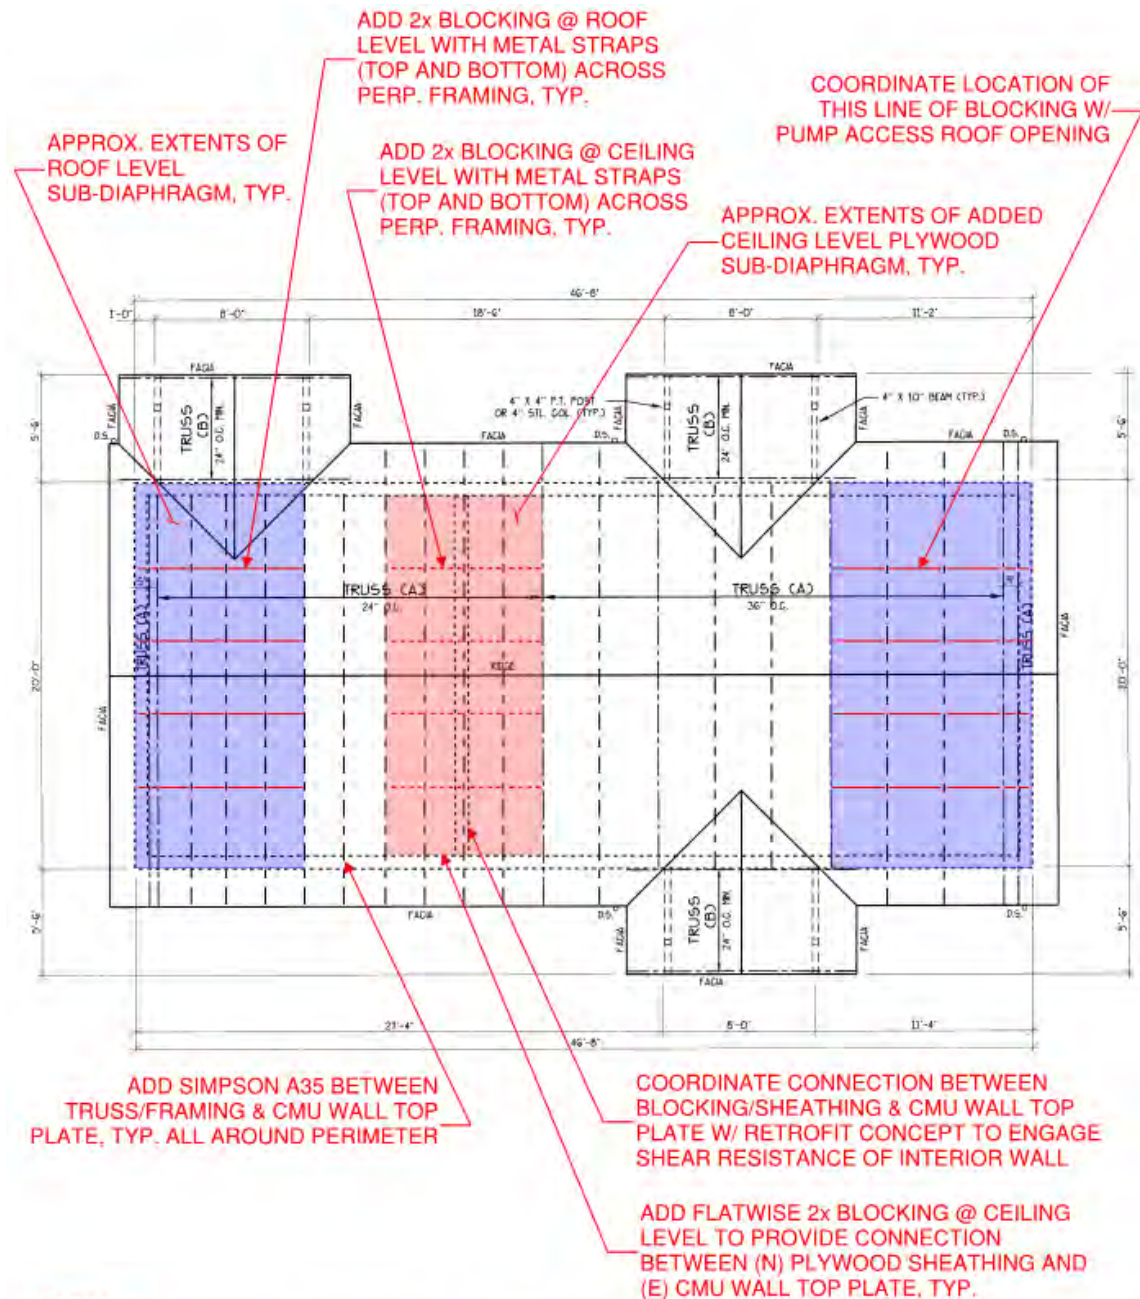 ADD 2x BLOCKING @ ROOF
LEVEL WITH METAL STRAPS
(TOP AND BOTTOM) ACROSS
PERP. FRAMING, TYP.
COORDINATE LOCATION OF
THIS LINE OF BLOCKING W/
PUMP ACCESS ROOF OPENING
APPROX. EXTENTS OF
ROOF LEVEL
SUB-DIAPHRAGM, TYP.
ADD 2x BLOCKING @ CEILING
LEVEL WITH METAL STRAPS
(TOP AND BOTTOM) ACROSS
PERP. FRAMING, TYP.
APPROX. EXTENTS OF ADDED
CEILING LEVEL PLYWOOD
SUB-DIAPHRAGM, TYP.
46'-8"
1'-0"
8'-0"
18'-6"
8'-0"
11'-2"
FACIA
FACIA
5'-6"
FACIA
TRUSS
(B)
24" O.C. MIN.
FACIA
4" X 4" P.T. POST
OR 4" STL. COL. (TYP.)
TRUSS
(B)
24" O.C. MIN.
4" X 10" BEAM (TYP.)
FACIA
5'-6"
D.S.
FACIA
D.S.
FACIA
D.S.
TRUSS (A)
TRUSS (A)
24" O.C.
TRUSS (A)
36" O.C.
TRUSS (A)
FACIA
20'-0"
RIDGE
20'-0"
FACIA
5'-6"
FACIA
D.S.
FACIA
TRUSS
(B)
24" O.C. MIN.
FACIA
D.S.
5'-6"
FACIA
27'-4"
8'-0"
11'-4"
46'-8"
ADD SIMPSON A35 BETWEEN
TRUSS/FRAMING & CMU WALL TOP
PLATE, TYP. ALL AROUND PERIMETER
COORDINATE CONNECTION BETWEEN
BLOCKING/SHEATHING & CMU WALL TOP
PLATE W/ RETROFIT CONCEPT TO ENGAGE
SHEAR RESISTANCE OF INTERIOR WALL
ADD FLATWISE 2x BLOCKING @ CEILING
LEVEL TO PROVIDE CONNECTION
BETWEEN (N) PLYWOOD SHEATHING AND
(E) CMU WALL TOP PLATE, TYP.